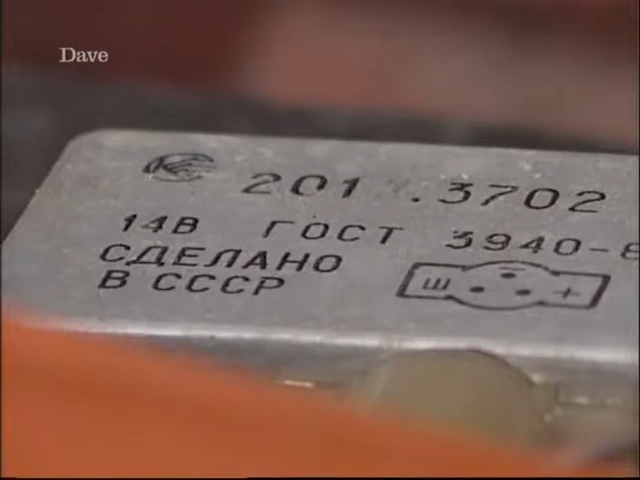 Dave
201 .3702
14В ГОСТ 3940-8
СДЕЛАНО
В СССР
Ш +